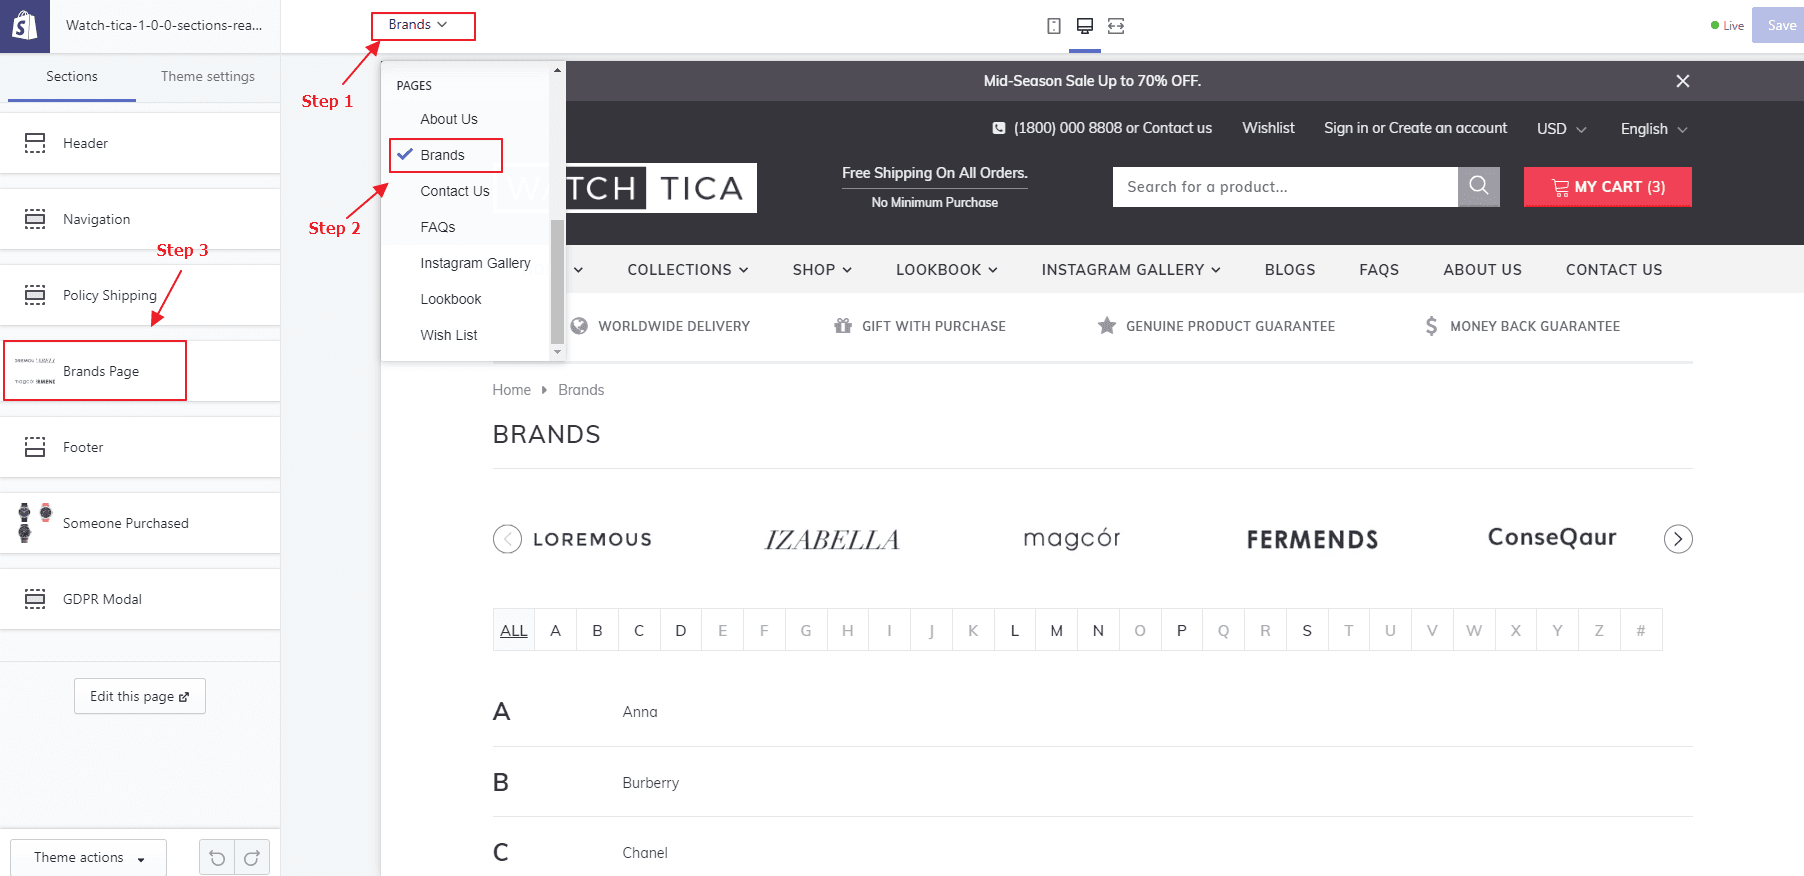 Watch-tica-1-0-0-sections-rea...
Brands
Live
Save
Sections
Theme settings
Step 1
Header
Navigation
Step 3
Policy Shipping
Brands Page
Footer
Someone Purchased
GDPR Modal
Edit this page
Theme actions
PAGES
About Us
Brands
Contact Us
FAQs
Instagram Gallery
Lookbook
Wish List
Step 2
Mid-Season Sale Up to 70% OFF.
(1800) 000 8808 or Contact us
Wishlist
Sign in or Create an account
USD
English
WATCH TICA
Free Shipping On All Orders.
No Minimum Purchase
Search for a product...
MY CART (3)
COLLECTIONS
SHOP
LOOKBOOK
INSTAGRAM GALLERY
BLOGS
FAQS
ABOUT US
CONTACT US
WORLDWIDE DELIVERY
GIFT WITH PURCHASE
GENUINE PRODUCT GUARANTEE
MONEY BACK GUARANTEE
Home Brands
BRANDS
LOREMOUS
IZABELLA
magcór
FERMENDS
ConseQaur
ALL A B C D E F G H I J K L M N O P Q R S T U V W X Y Z #
A
Anna
B
Burberry
C
Chanel